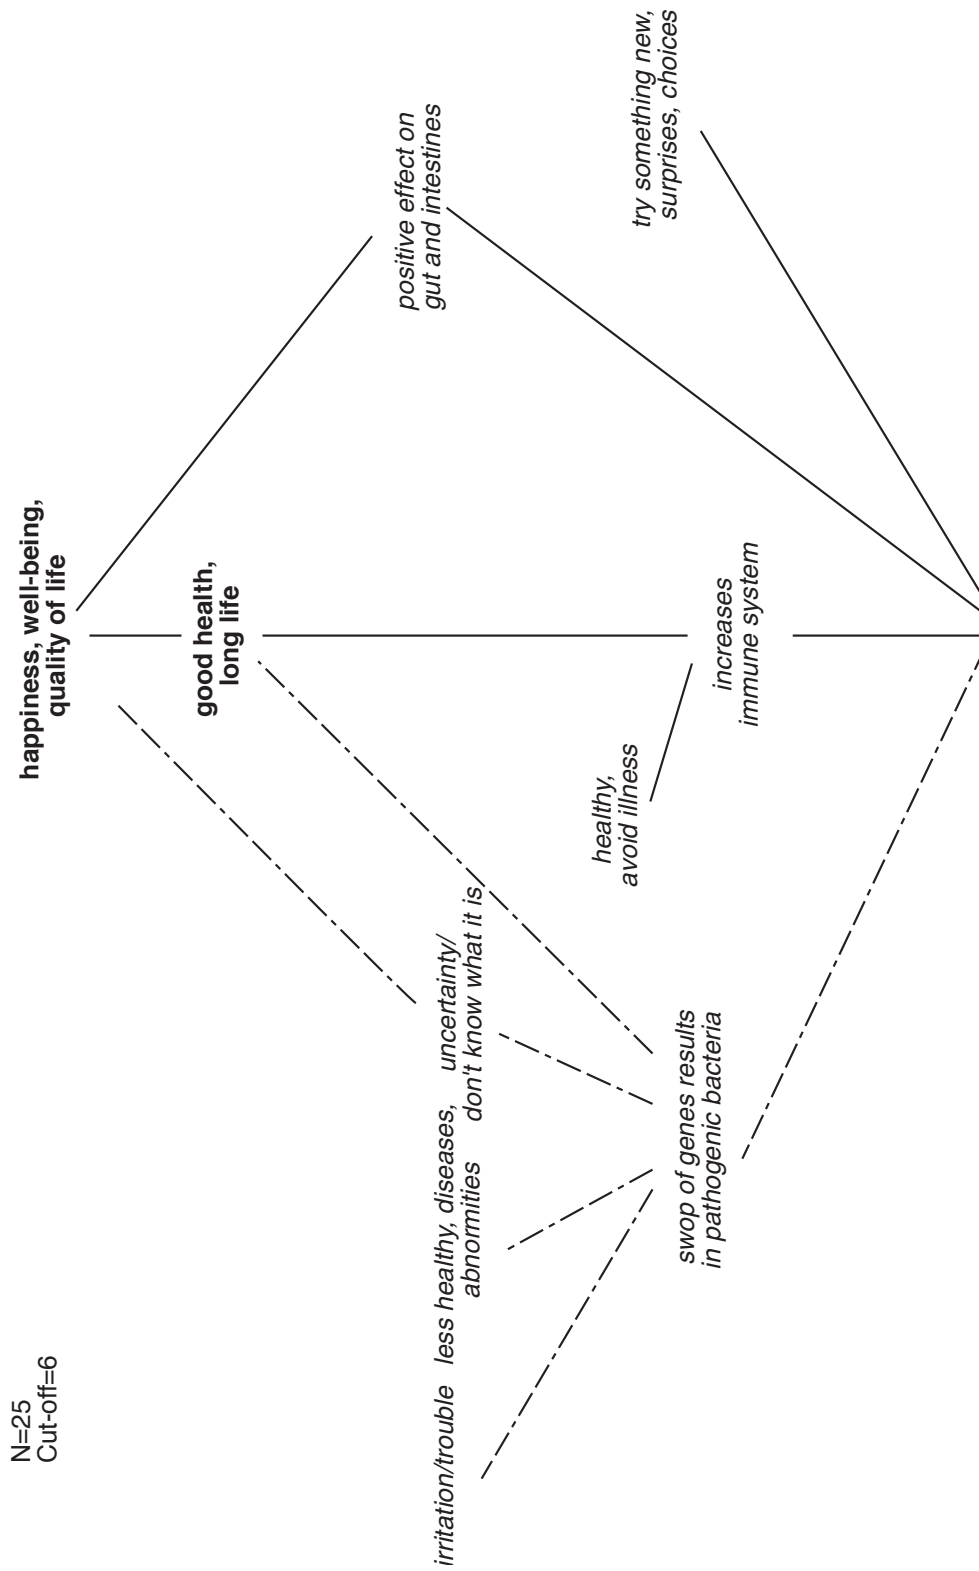 N=25
Cut-off=6
happiness, well-being,
quality of life
good health,
long life
positive effect on
gut and intestines
uncertainty/
don't know what it is
less healthy, diseases,
abnormities
irritation/trouble
healthy,
avoid illness
try something new,
surprises, choices
increases
immune system
swop of genes results
in pathogenic bacteria